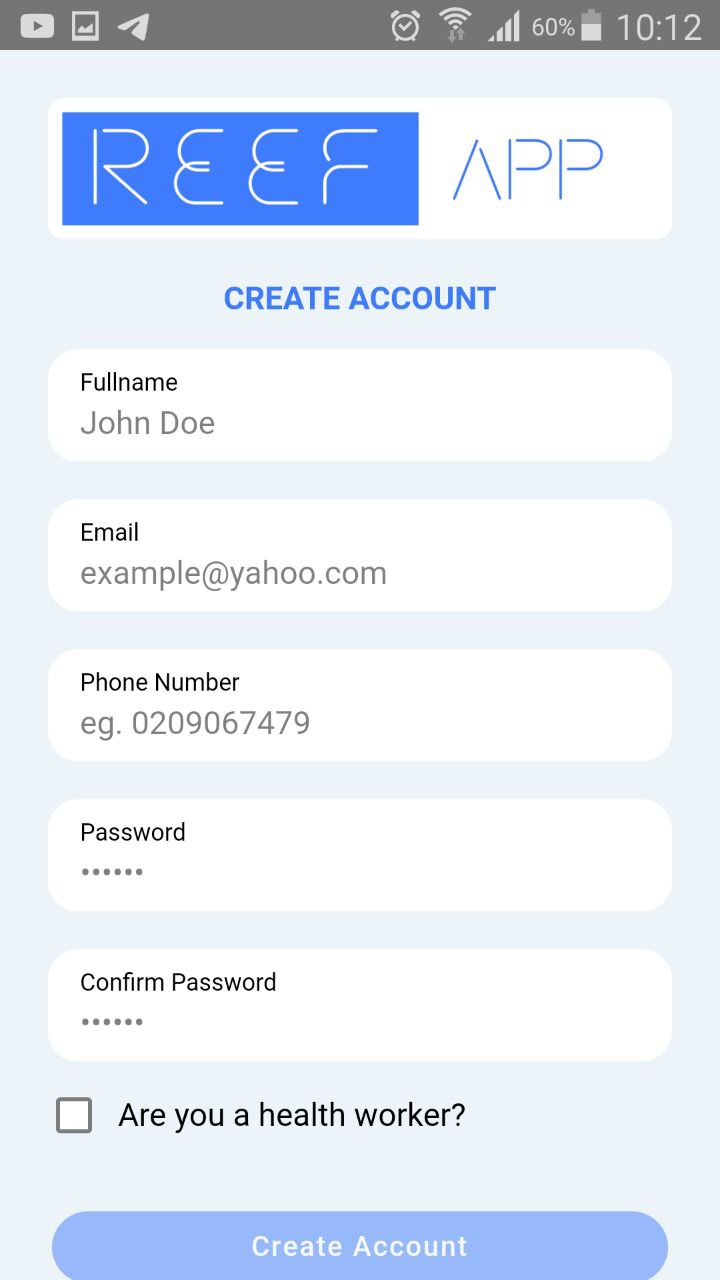 60% 10:12
REEF APP
CREATE ACCOUNT
Fullname
John Doe
Email
example@yahoo.com
Phone Number
eg. 0209067479
Password
••••••
Confirm Password
••••••
Are you a health worker?
Create Account